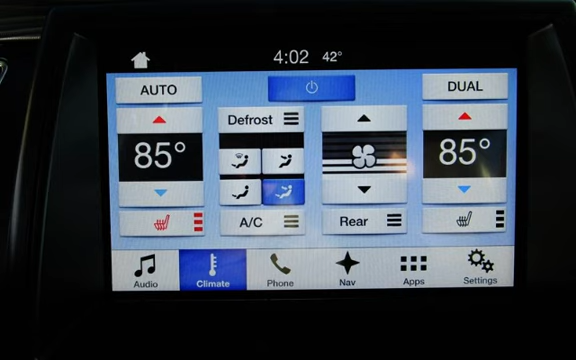 4:02 42°
AUTO
DUAL
Defrost
85°
85°
A/C
Rear
Audio
Climate
Phone
Nav
Apps
Settings